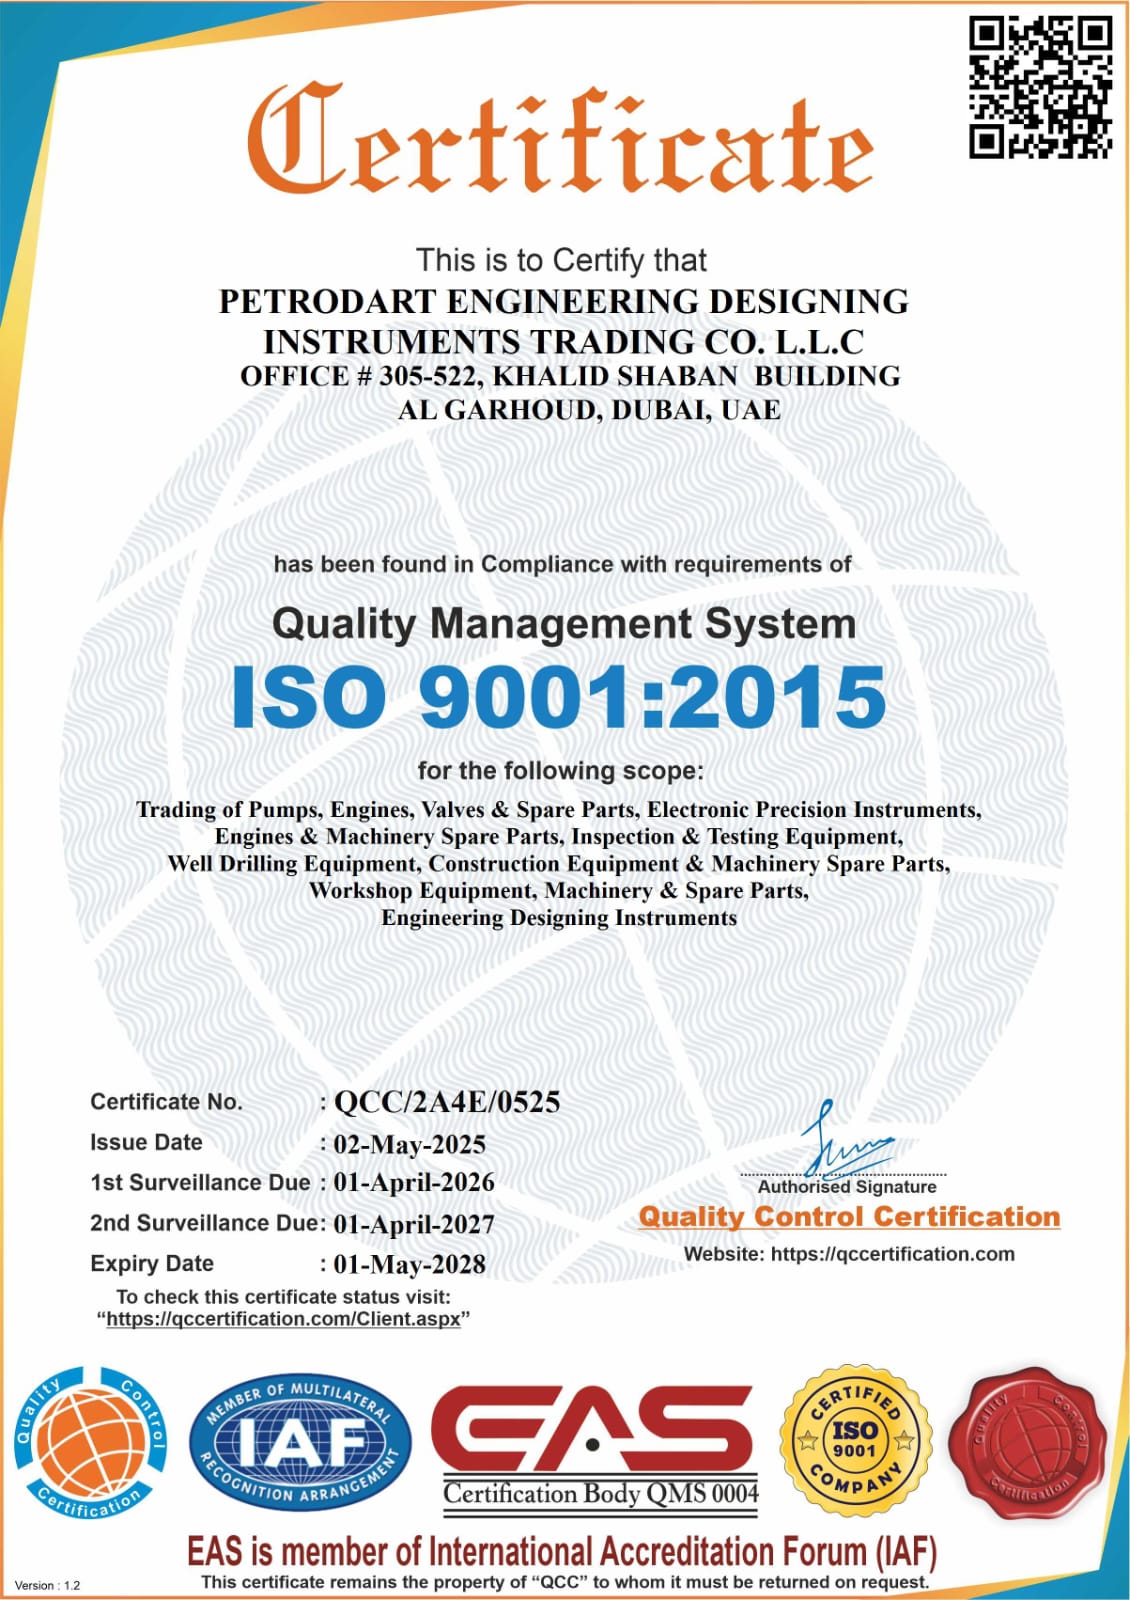 Certificate
This is to Certify that
PETRODART ENGINEERING DESIGNING
INSTRUMENTS TRADING CO. L.L.C
OFFICE # 305-522, KHALID SHABAN BUILDING
AL GARHOUD, DUBAI, UAE
has been found in Compliance with requirements of
Quality Management System
ISO 9001:2015
for the following scope:
Trading of Pumps, Engines, Valves & Spare Parts, Electronic Precision Instruments,
Engines & Machinery Spare Parts, Inspection & Testing Equipment,
Well Drilling Equipment, Construction Equipment & Machinery Spare Parts,
Workshop Equipment, Machinery & Spare Parts,
Engineering Designing Instruments
Certificate No. : QCC/2A4E/0525
Issue Date : 02-May-2025
1st Surveillance Due : 01-April-2026
2nd Surveillance Due: 01-April-2027
Expiry Date : 01-May-2028
To check this certificate status visit:
“https://qccertification.com/Client.aspx”
Authorised Signature
Quality Control Certification
Website: https://qccertification.com
Quality Control Certification
MEMBER OF MULTILATERAL
IAF
RECOGNITION ARRANGEMENT
EAS
Certification Body QMS 0004
CERTIFIED
ISO
9001
COMPANY
Quality Control Certification
EAS is member of International Accreditation Forum (IAF)
Version : 1.2
This certificate remains the property of “QCC” to whom it must be returned on request.